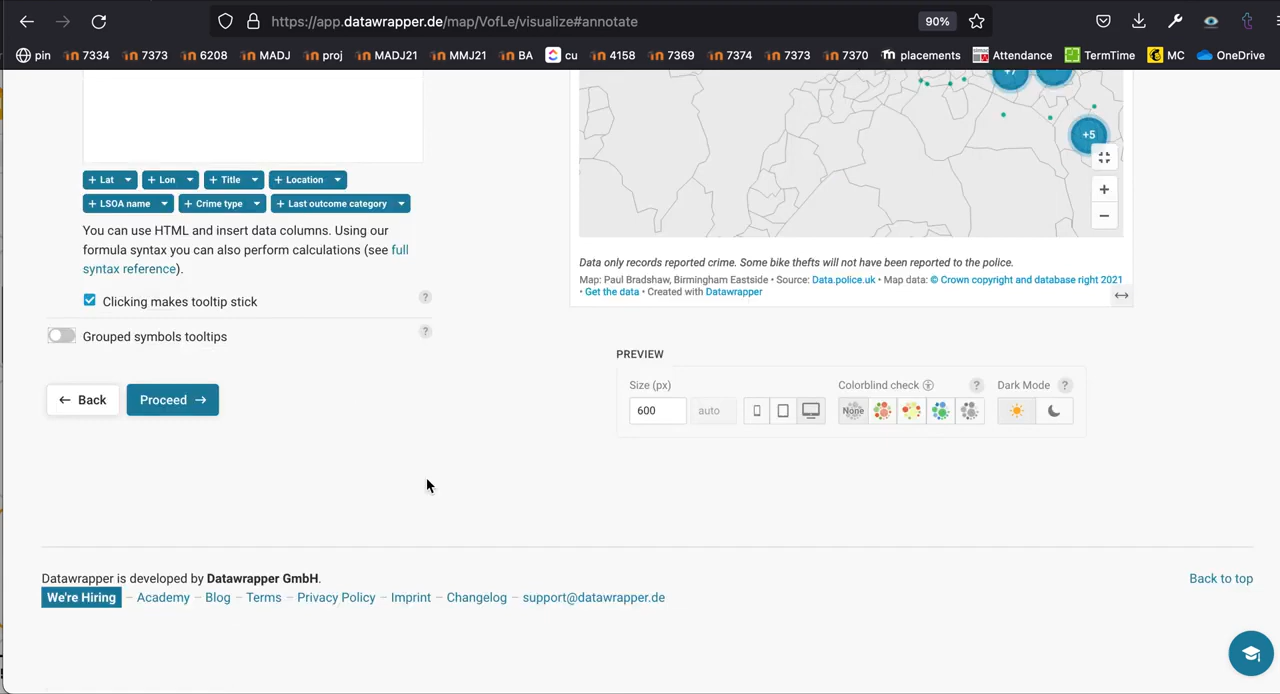 https://app.datawrapper.de/map/VofLe/visualize#annotate
90%
pin
7334
7373
6208
MADJ
proj
MADJ21
MMJ21
BA
cu
4158
7369
7374
7373
7370
placements
Attendance
TermTime
MC
OneDrive
+7
+5
+ Lat
+ Lon
+ Title
+ Location
+ LSOA name
+ Crime type
+ Last outcome category
You can use HTML and insert data columns. Using our
formula syntax you can also perform calculations (see full
syntax reference).
Clicking makes tooltip stick
?
Grouped symbols tooltips
?
← Back
Proceed →
+
−
Data only records reported crime. Some bike thefts will not have been reported to the police.
Map: Paul Bradshaw, Birmingham Eastside • Source: Data.police.uk • Map data: © Crown copyright and database right 2021
• Get the data • Created with Datawrapper
PREVIEW
Size (px)
Colorblind check
?
Dark Mode
?
600
auto
None
Datawrapper is developed by Datawrapper GmbH.
Back to top
We're Hiring – Academy – Blog – Terms – Privacy Policy – Imprint – Changelog – support@datawrapper.de